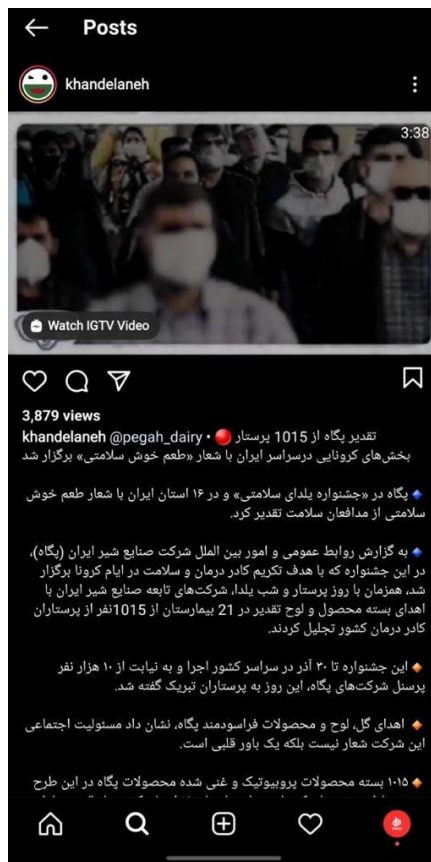 Posts
khandelaneh
3:38
Watch IGTV Video
3,879 views
khandelaneh @pegah_dairy • 🔴 تقدیر پگاه از 1015 پرستار
بخش‌های کرونایی درسراسر ایران با شعار «طعم خوش سلامتی» برگزار شد
🔹 پگاه در «جشنواره یلدای سلامتی» و در ۱۶ استان ایران با شعار طعم خوش
سلامتی از مدافعان سلامت تقدیر کرد.
🔹 به گزارش روابط عمومی و امور بین الملل شرکت صنایع شیر ایران (پگاه)،
در این جشنواره که با هدف تکریم کادر درمان و سلامت در ایام کرونا برگزار
شد، همزمان با روز پرستار و شب یلدا، شرکت‌های تابعه صنایع شیر ایران با
اهدای بسته محصول و لوح تقدیر در 21 بیمارستان از 1015نفر از پرستاران
کادر درمان کشور تجلیل کردند.
🔸 این جشنواره تا ۳۰ آذر در سراسر کشور اجرا و به نیابت از ۱۰ هزار نفر
پرسنل شرکت‌های پگاه، این روز به پرستاران تبریک گفته شد.
🔸 اهدای گل، لوح و محصولات فراسودمند پگاه، نشان داد مسئولیت اجتماعی
این شرکت شعار نیست بلکه یک باور قلبی است.
🔸 ۱۰۱۵ بسته محصولات پروبیوتیک و غنی شده محصولات پگاه در این طرح